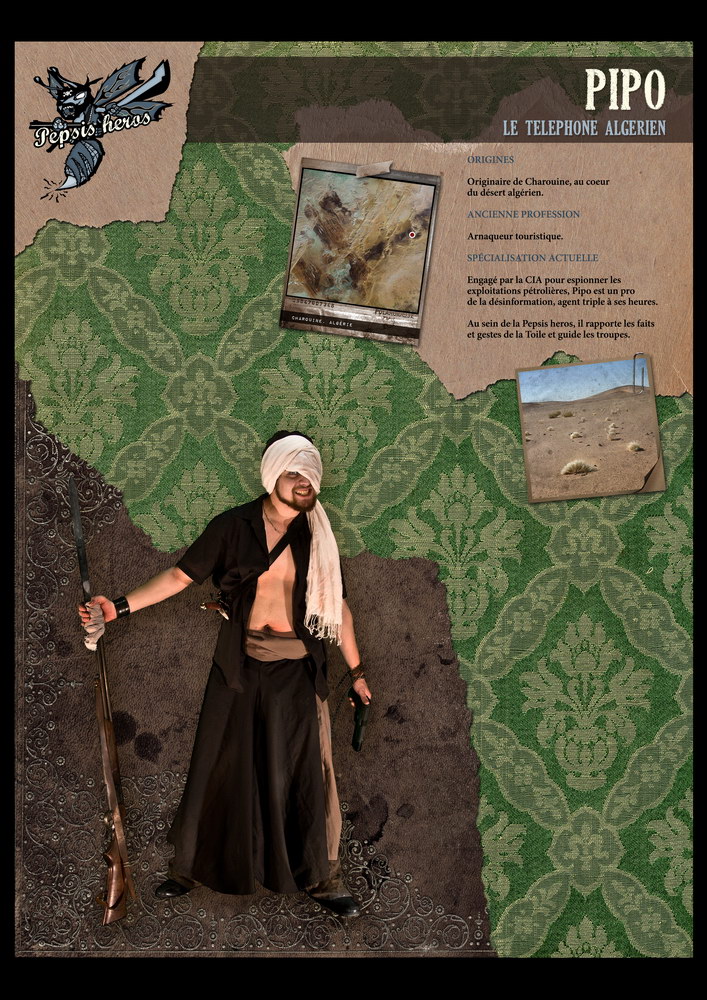 Pepsis heros
PIPO
LE TELEPHONE ALGERIEN
ORIGINES
Originaire de Charouine, au coeur
du désert algérien.
ANCIENNE PROFESSION
Arnaqueur touristique.
SPÉCIALISATION ACTUELLE
Engagé par la CIA pour espionner les
exploitations pétrolières, Pipo est un pro
de la désinformation, agent triple à ses heures.
Au sein de la Pepsis heros, il rapporte les faits
et gestes de la Toile et guide les troupes.
CHAROUINE. ALGÉRIE